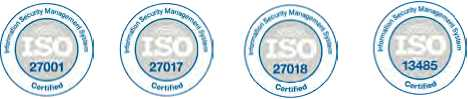 Information Security Management System
ISO
27001
Certified
Information Security Management System
ISO
27017
Certified
Information Security Management System
ISO
27018
Certified
Information Security Management System
ISO
13485
Certified